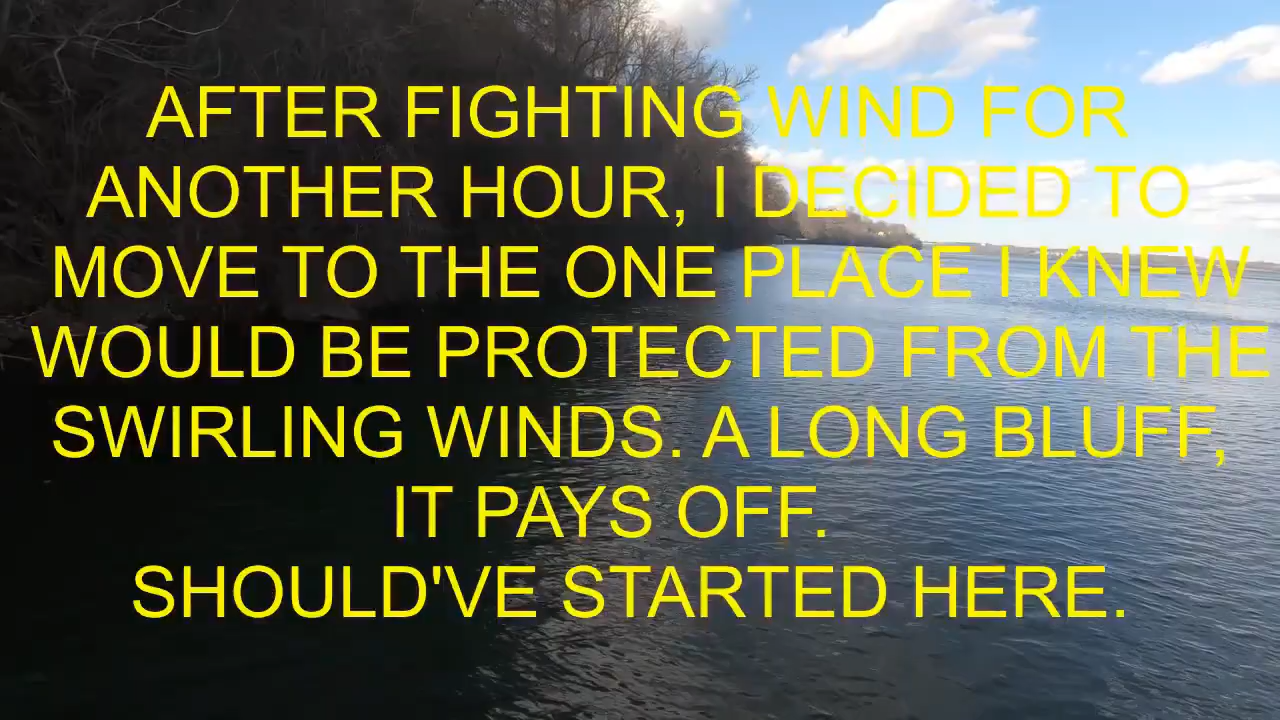 AFTER FIGHTING WIND FOR
ANOTHER HOUR, I DECIDED TO
MOVE TO THE ONE PLACE I KNEW
WOULD BE PROTECTED FROM THE
SWIRLING WINDS. A LONG BLUFF,
IT PAYS OFF.
SHOULD'VE STARTED HERE.